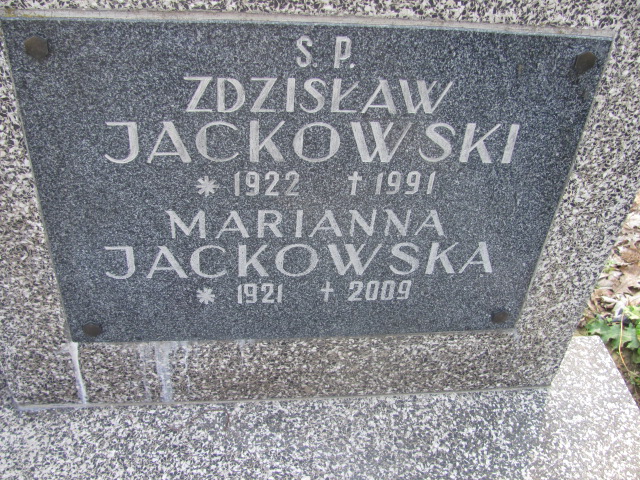 Ś. P.
ZDZISŁAW
JACKOWSKI
* 1922 † 1991
MARIANNA
JACKOWSKA
* 1921 † 2009